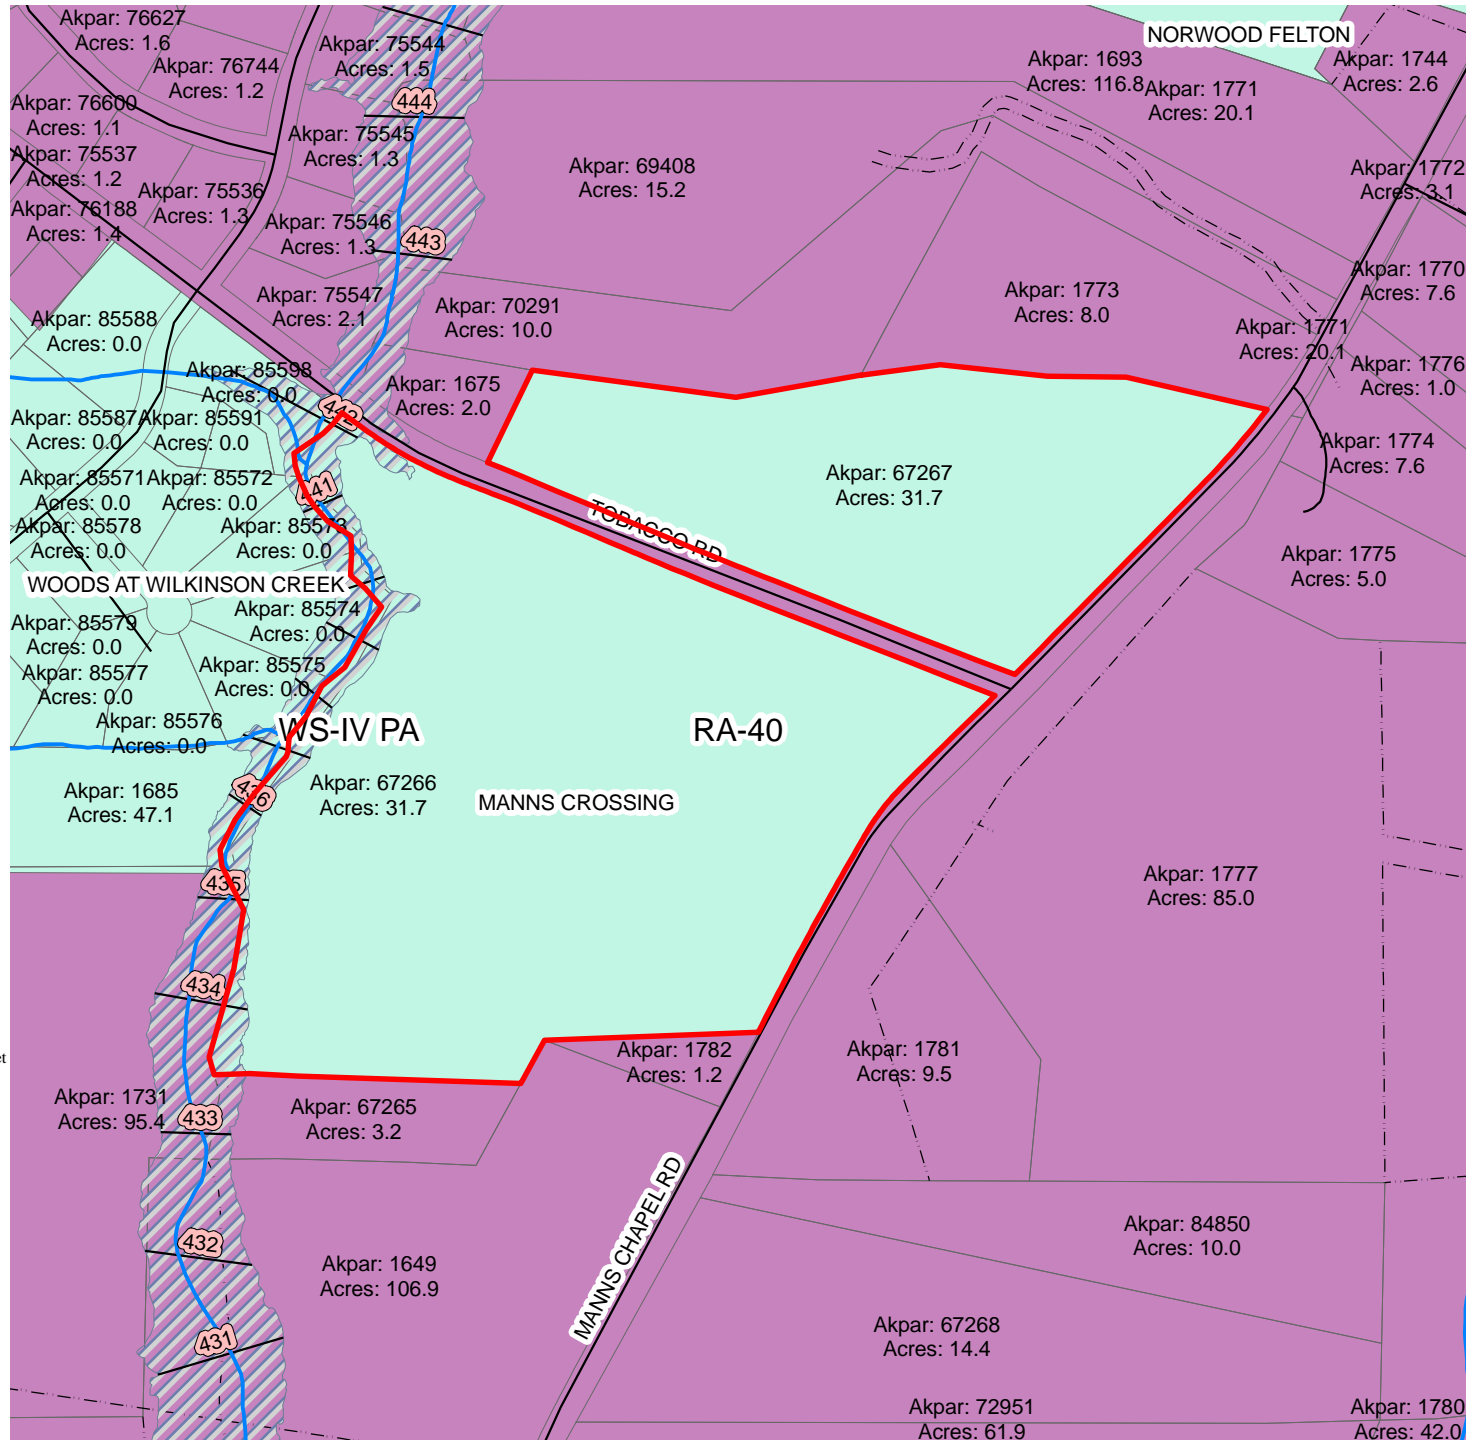 NORWOOD FELTON
Akpar: 76627
Acres: 1.6
Akpar: 76744
Acres: 1.2
Akpar: 75544
Acres: 1.5
444
Akpar: 1693
Acres: 116.8
Akpar: 1771
Acres: 20.1
Akpar: 1744
Acres: 2.6
Akpar: 76600
Acres: 1.1
Akpar: 75537
Acres: 1.2
Akpar: 75545
Acres: 1.3
Akpar: 69408
Acres: 15.2
Akpar: 1772
Acres: 3.1
Akpar: 75536
Acres: 1.3
Akpar: 76188
Acres: 1.4
Akpar: 75546
Acres: 1.3
443
Akpar: 1770
Acres: 7.6
Akpar: 75547
Acres: 2.1
Akpar: 70291
Acres: 10.0
Akpar: 1773
Acres: 8.0
Akpar: 85588
Acres: 0.0
Akpar: 1771
Acres: 20.1
Akpar: 85598
Acres: 0.0
Akpar: 1675
Acres: 2.0
Akpar: 1776
Acres: 1.0
442
Akpar: 85587
Acres: 0.0
Akpar: 85591
Acres: 0.0
Akpar: 1774
Acres: 7.6
Akpar: 85571
Acres: 0.0
Akpar: 85572
Acres: 0.0
441
Akpar: 67267
Acres: 31.7
TOBACCO RD
Akpar: 85578
Acres: 0.0
Akpar: 85573
Acres: 0.0
Akpar: 1775
Acres: 5.0
WOODS AT WILKINSON CREEK
Akpar: 85574
Acres: 0.0
Akpar: 85579
Acres: 0.0
Akpar: 85575
Acres: 0.0
Akpar: 85577
Acres: 0.0
Akpar: 85576
Acres: 0.0
WS-IV PA
RA-40
Akpar: 1685
Acres: 47.1
436
Akpar: 67266
Acres: 31.7
MANNS CROSSING
435
Akpar: 1777
Acres: 85.0
434
et
Akpar: 1782
Acres: 1.2
Akpar: 1781
Acres: 9.5
Akpar: 1731
Acres: 95.4
433
Akpar: 67265
Acres: 3.2
MANNS CHAPEL RD
432
Akpar: 1649
Acres: 106.9
Akpar: 84850
Acres: 10.0
431
Akpar: 67268
Acres: 14.4
Akpar: 72951
Acres: 61.9
Akpar: 1780
Acres: 42.0